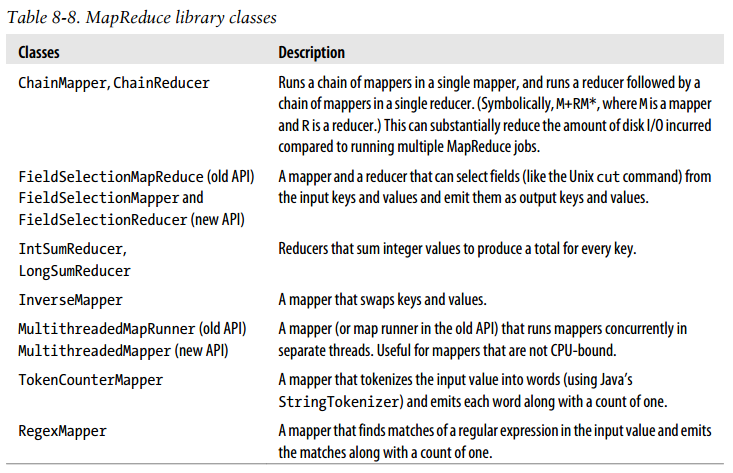 Table 8-8. MapReduce library classes
Classes Description
ChainMapper, ChainReducer Runs a chain of mappers in a single mapper, and runs a reducer followed by a
chain of mappers in a single reducer. (Symbolically, M+RM*, where M is a mapper
and R is a reducer.) This can substantially reduce the amount of disk I/O incurred
compared to running multiple MapReduce jobs.
FieldSelectionMapReduce (old API) A mapper and a reducer that can select fields (like the Unix cut command) from
FieldSelectionMapper and the input keys and values and emit them as output keys and values.
FieldSelectionReducer (new API)
IntSumReducer, Reducers that sum integer values to produce a total for every key.
LongSumReducer
InverseMapper A mapper that swaps keys and values.
MultithreadedMapRunner (old API) A mapper (or map runner in the old API) that runs mappers concurrently in
MultithreadedMapper (new API) separate threads. Useful for mappers that are not CPU-bound.
TokenCounterMapper A mapper that tokenizes the input value into words (using Java's
StringTokenizer) and emits each word along with a count of one.
RegexMapper A mapper that finds matches of a regular expression in the input value and emits
the matches along with a count of one.